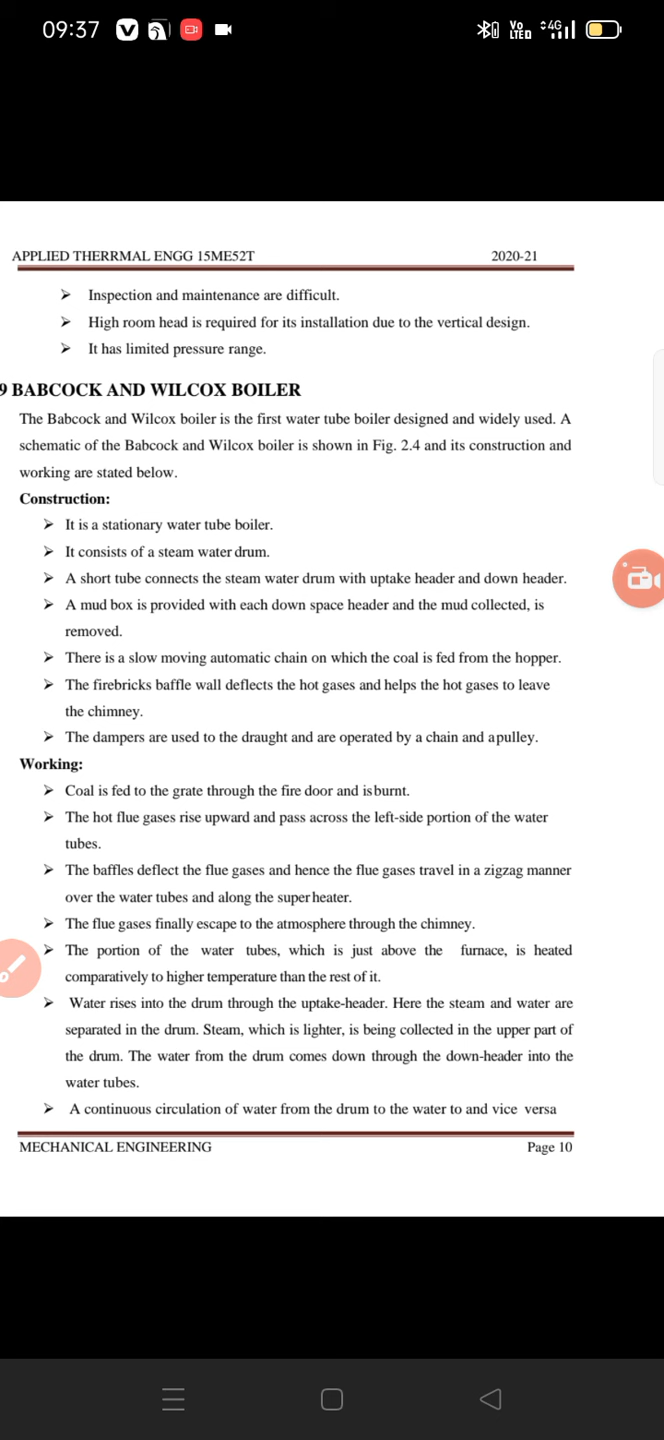 09:37
Vo
LTED
4G
APPLIED THERRMAL ENGG 15ME52T 2020-21
➢ Inspection and maintenance are difficult.
➢ High room head is required for its installation due to the vertical design.
➢ It has limited pressure range.
9 BABCOCK AND WILCOX BOILER
The Babcock and Wilcox boiler is the first water tube boiler designed and widely used. A
schematic of the Babcock and Wilcox boiler is shown in Fig. 2.4 and its construction and
working are stated below.
Construction:
➢ It is a stationary water tube boiler.
➢ It consists of a steam water drum.
➢ A short tube connects the steam water drum with uptake header and down header.
➢ A mud box is provided with each down space header and the mud collected, is
removed.
➢ There is a slow moving automatic chain on which the coal is fed from the hopper.
➢ The firebricks baffle wall deflects the hot gases and helps the hot gases to leave
the chimney.
➢ The dampers are used to the draught and are operated by a chain and apulley.
Working:
➢ Coal is fed to the grate through the fire door and isburnt.
➢ The hot flue gases rise upward and pass across the left-side portion of the water
tubes.
➢ The baffles deflect the flue gases and hence the flue gases travel in a zigzag manner
over the water tubes and along the superheater.
➢ The flue gases finally escape to the atmosphere through the chimney.
➢ The portion of the water tubes, which is just above the furnace, is heated
comparatively to higher temperature than the rest of it.
➢ Water rises into the drum through the uptake-header. Here the steam and water are
separated in the drum. Steam, which is lighter, is being collected in the upper part of
the drum. The water from the drum comes down through the down-header into the
water tubes.
➢ A continuous circulation of water from the drum to the water to and vice versa
MECHANICAL ENGINEERING Page 10